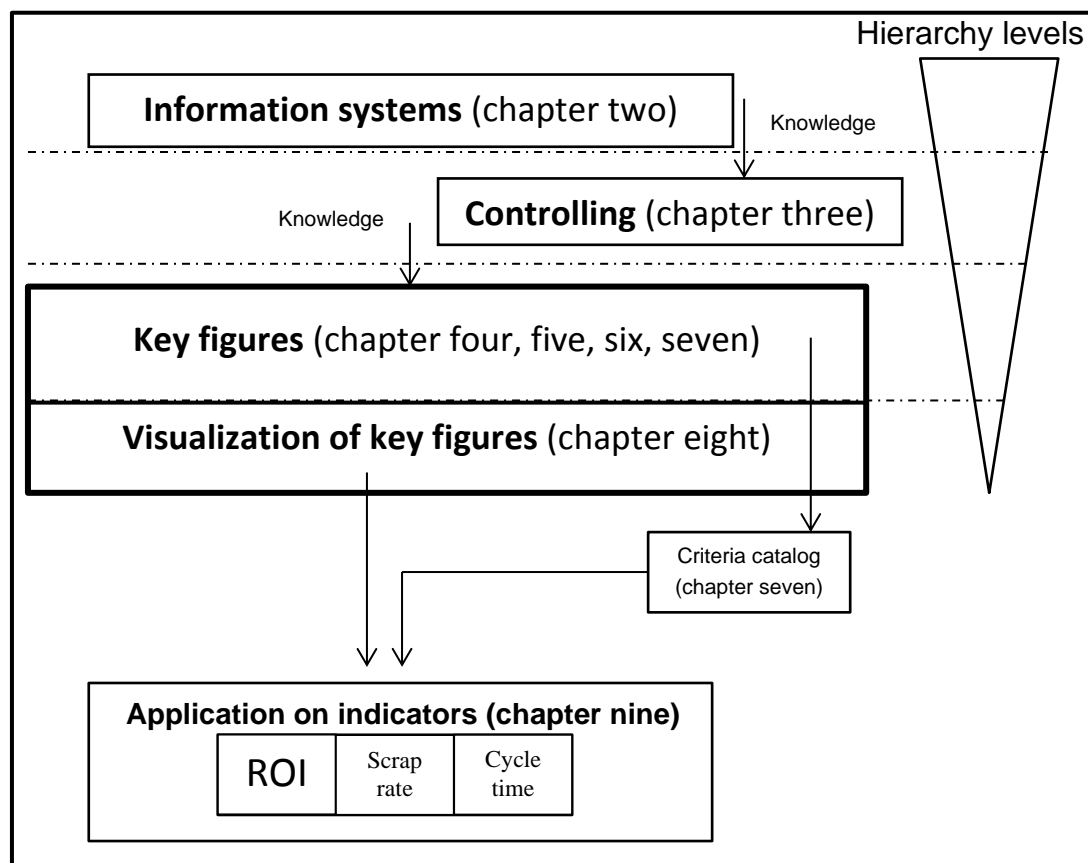 Hierarchy levels
Information systems (chapter two)
Knowledge
Controlling (chapter three)
Knowledge
Key figures (chapter four, five, six, seven)
Visualization of key figures (chapter eight)
Criteria catalog
(chapter seven)
Application on indicators (chapter nine)
ROI
Scrap
rate
Cycle
time